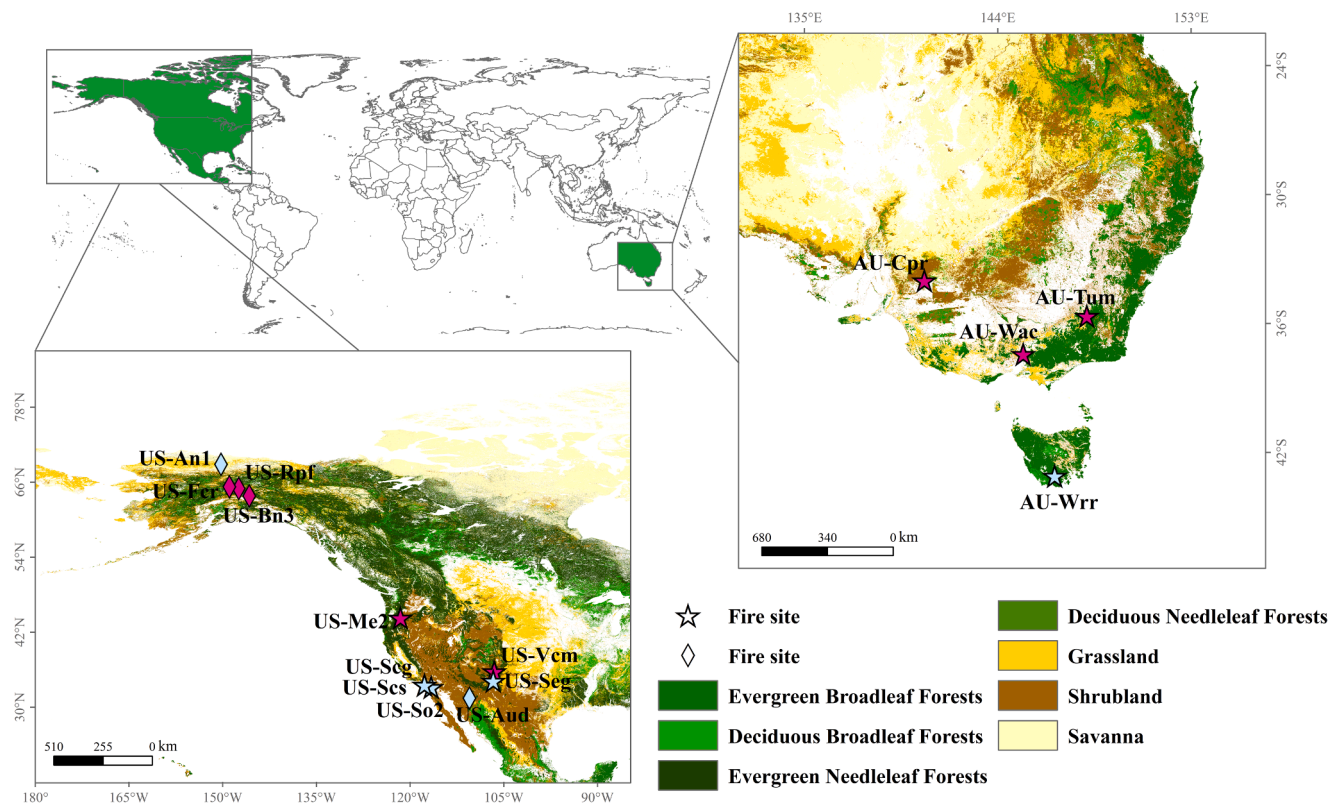 135°E 144°E 153°E
24°S
30°S
36°S
42°S
AU-Cpr
AU-Tum
AU-Wac
AU-Wrr
680 340 0 km
78°N
66°N
54°N
42°N
30°N
US-An1
US-Rpf
US-Fcr
US-Bn3
US-Me2
US-Vcm
US-Scg
US-Seg
US-Scs
US-So2
US-Aud
510 255 0 km
180° 165°W 150°W 135°W 120°W 105°W 90°W
Fire site
Fire site
Evergreen Broadleaf Forests
Deciduous Broadleaf Forests
Evergreen Needleleaf Forests
Deciduous Needleleaf Forests
Grassland
Shrubland
Savanna